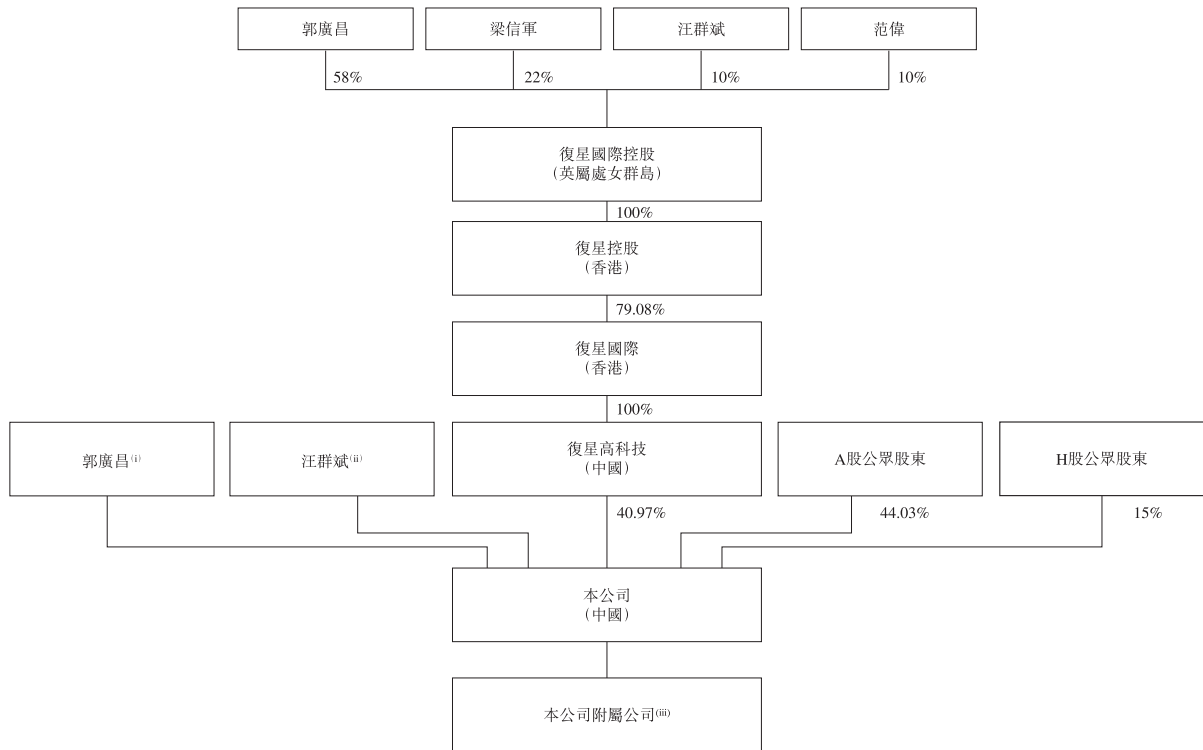 郭廣昌
梁信軍
汪群斌
范偉
58%
22%
10%
10%
復星國際控股
（英屬處女群島）
100%
復星控股
（香港）
79.08%
復星國際
（香港）
100%
郭廣昌(i)
汪群斌(ii)
復星高科技
（中國）
A股公眾股東
H股公眾股東
40.97%
44.03%
15%
本公司
（中國）
本公司附屬公司(iii)